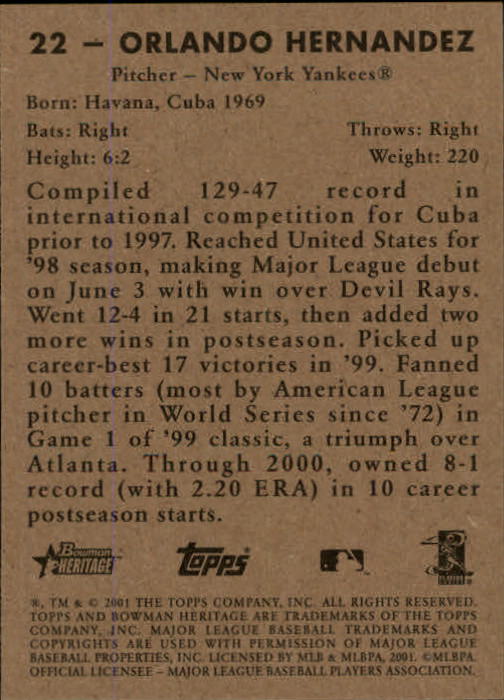 22 – ORLANDO HERNANDEZ
Pitcher – New York Yankees®
Born: Havana, Cuba 1969
Bats: Right Throws: Right
Height: 6:2 Weight: 220
Compiled 129-47 record in
international competition for Cuba
prior to 1997. Reached United States for
'98 season, making Major League debut
on June 3 with win over Devil Rays.
Went 12-4 in 21 starts, then added two
more wins in postseason. Picked up
career-best 17 victories in '99. Fanned
10 batters (most by American League
pitcher in World Series since '72) in
Game 1 of '99 classic, a triumph over
Atlanta. Through 2000, owned 8-1
record (with 2.20 ERA) in 10 career
postseason starts.
Bowman
HERITAGE
TOPPS
®, TM & © 2001 THE TOPPS COMPANY, INC. ALL RIGHTS RESERVED.
TOPPS AND BOWMAN HERITAGE ARE TRADEMARKS OF THE TOPPS
COMPANY, INC. MAJOR LEAGUE BASEBALL TRADEMARKS AND
COPYRIGHTS ARE USED WITH PERMISSION OF MAJOR LEAGUE
BASEBALL PROPERTIES, INC. LICENSED BY MLB & MLBPA, 2001. ©MLBPA.
OFFICIAL LICENSEE – MAJOR LEAGUE BASEBALL PLAYERS ASSOCIATION.